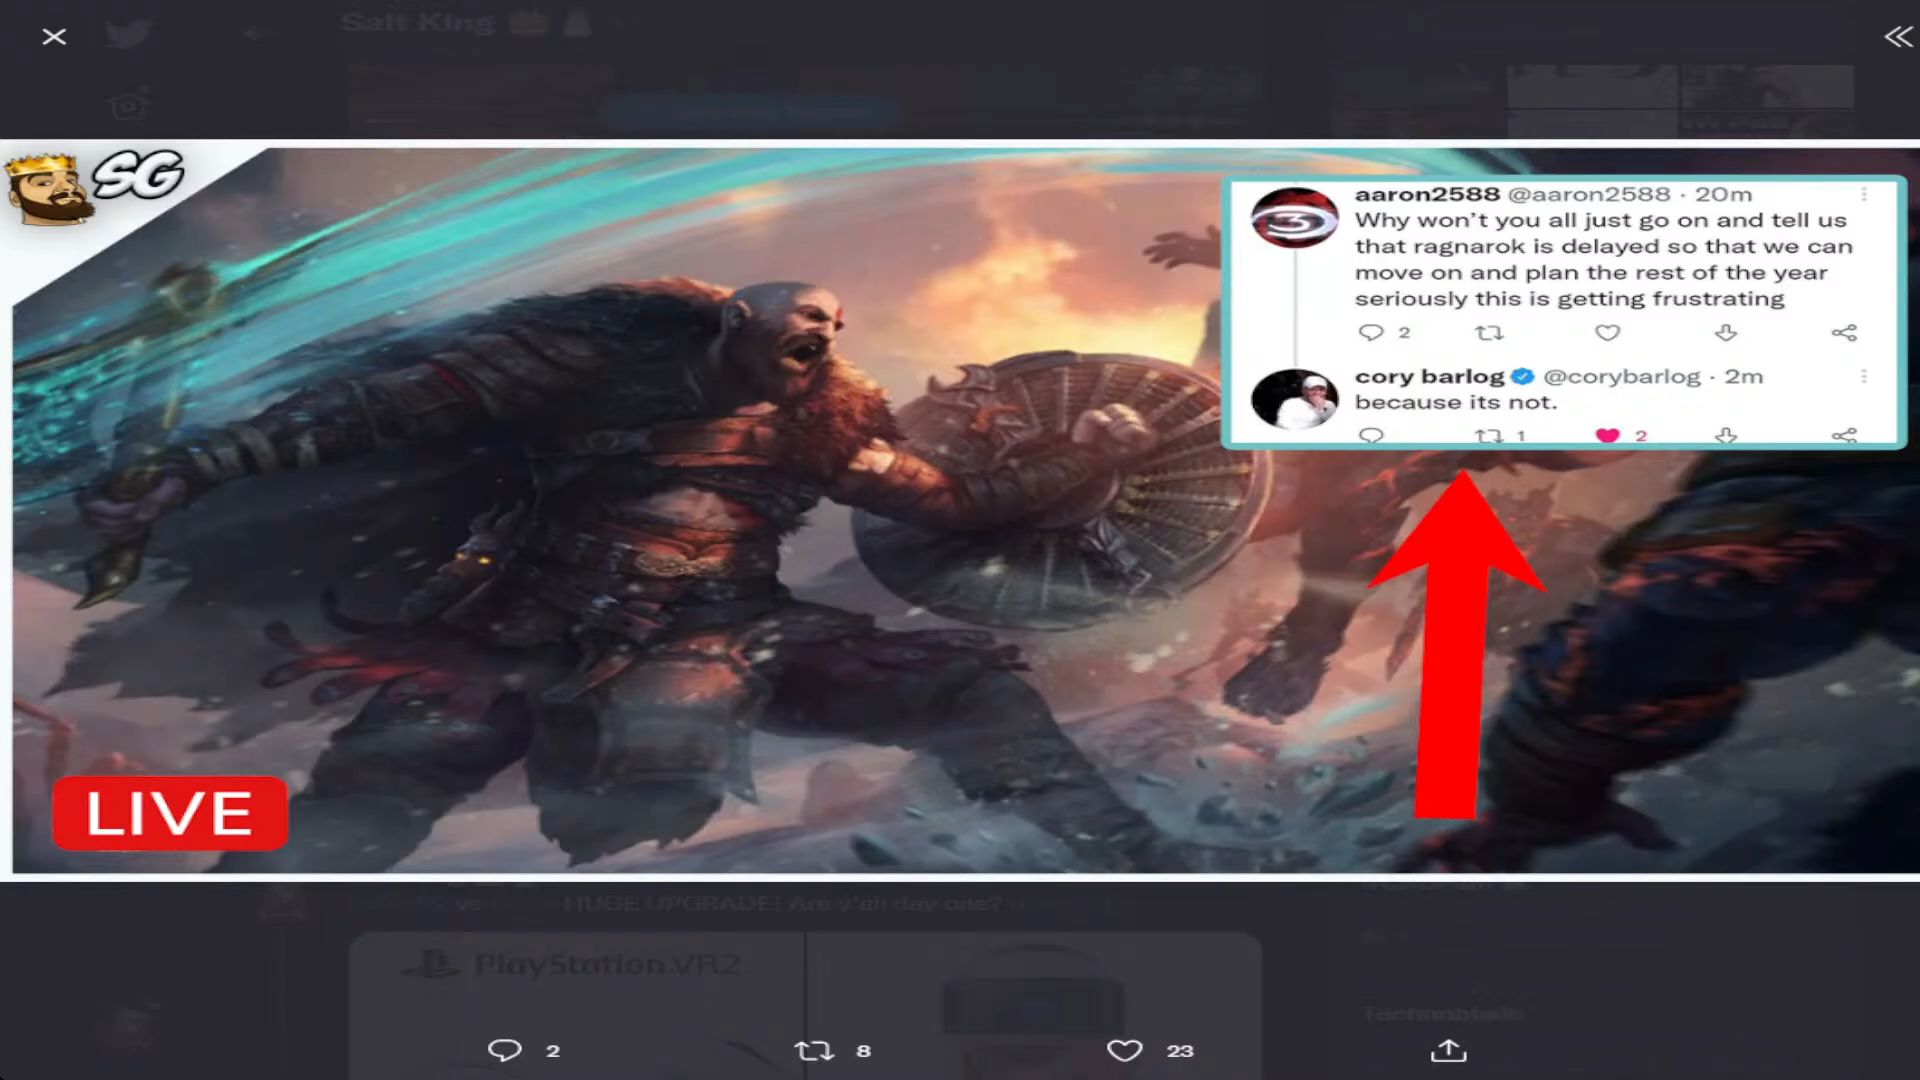 Salt King
SG
aaron2588 @aaron2588 · 20m
Why won't you all just go on and tell us
that ragnarok is delayed so that we can
move on and plan the rest of the year
seriously this is getting frustrating
2
cory barlog @corybarlog · 2m
because its not.
1 2
LIVE
vs HUGE UPGRADE! Are y'all day one?
PlayStation.VR2
Technoblade
2 8 23